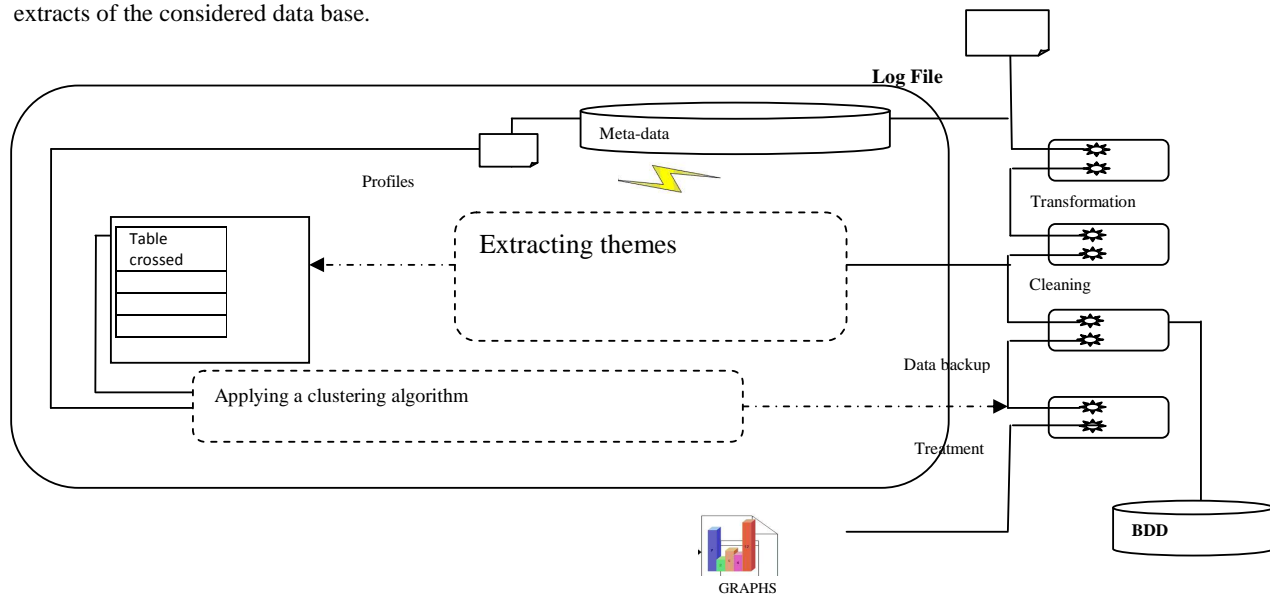 extracts of the considered data base.
Log File
Meta-data
Profiles
Transformation
Table
crossed
Extracting themes
Cleaning
Data backup
Applying a clustering algorithm
Treatment
BDD
GRAPHS